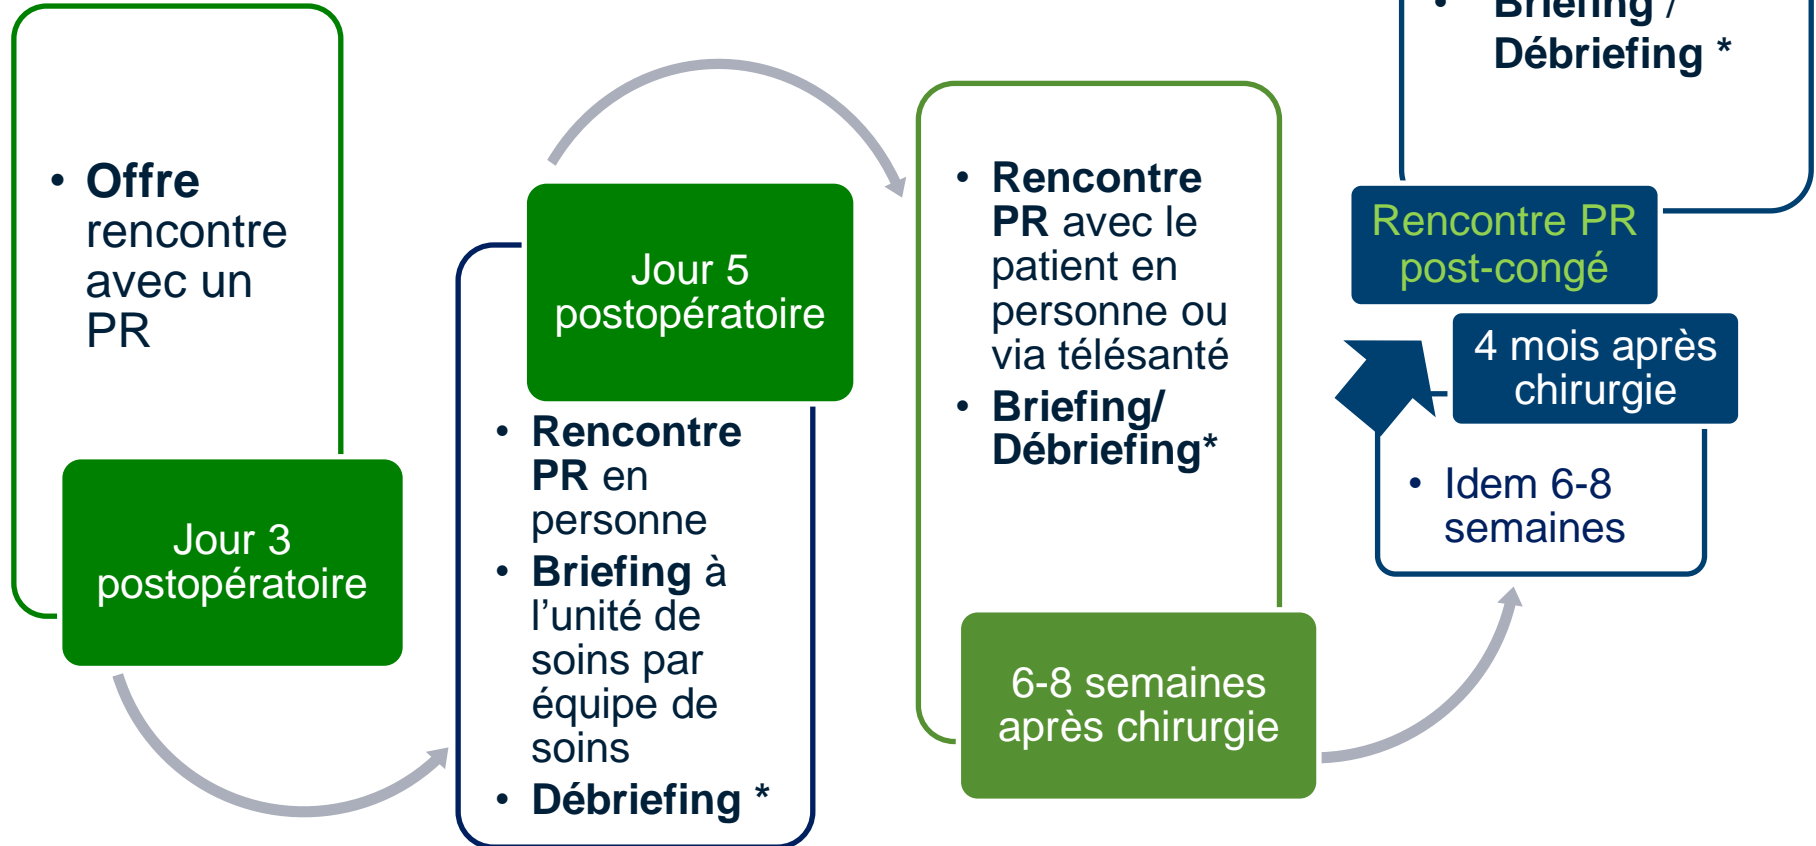 • Offre
rencontre
avec un
PR
Jour 3
postopératoire
Jour 5
postopératoire
• Rencontre
PR en
personne
• Briefing à
l’unité de
soins par
équipe de
soins
• Débriefing *
• Rencontre
PR avec le
patient en
personne ou
via télésanté
• Briefing/
Débriefing*
6-8 semaines
après chirurgie
• Briefing /
Débriefing *
Rencontre PR
post-congé
4 mois après
chirurgie
• Idem 6-8
semaines